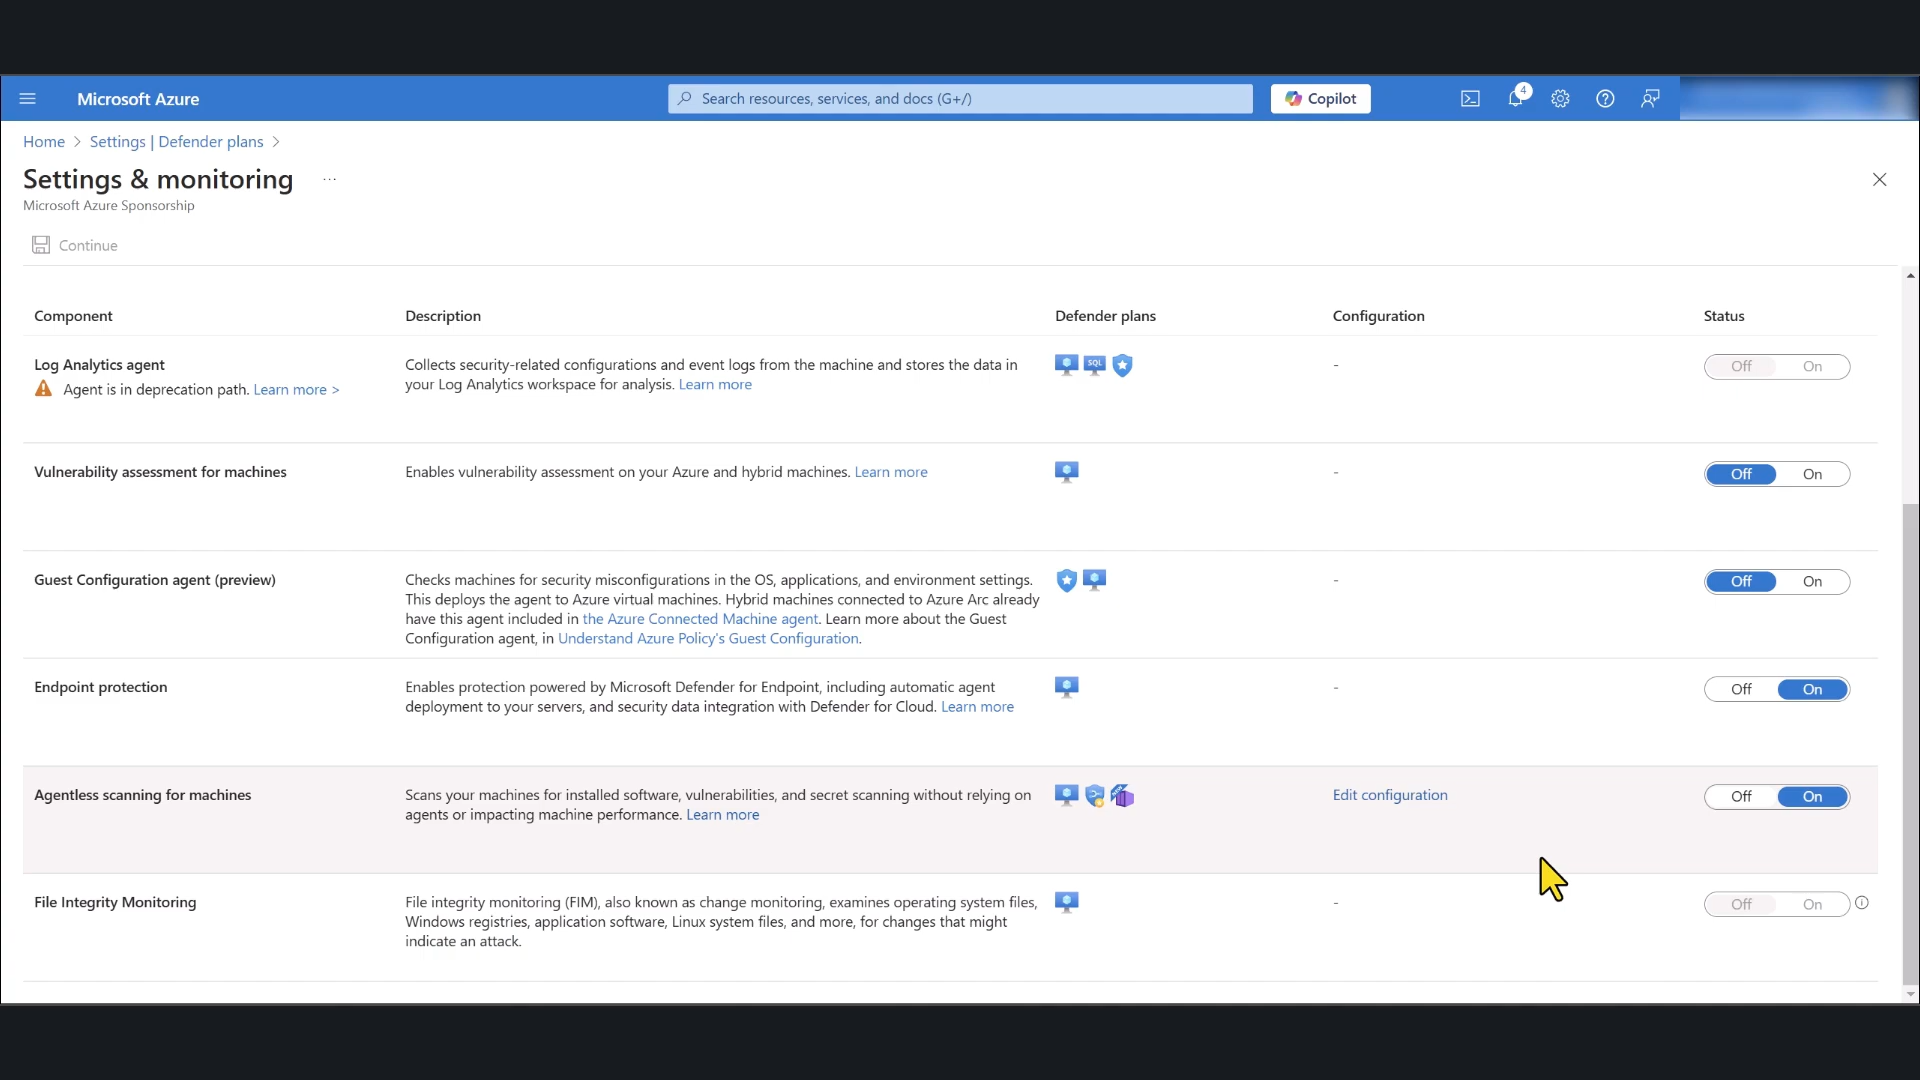 Microsoft Azure
Search resources, services, and docs (G+/)
Copilot
4
Home > Settings | Defender plans >
Settings & monitoring ...
Microsoft Azure Sponsorship
Continue
Component Description Defender plans Configuration Status
Log Analytics agent
Agent is in deprecation path. Learn more >
Collects security-related configurations and event logs from the machine and stores the data in
your Log Analytics workspace for analysis. Learn more
SQL
-
Off On
Vulnerability assessment for machines
Enables vulnerability assessment on your Azure and hybrid machines. Learn more
-
Off On
Guest Configuration agent (preview)
Checks machines for security misconfigurations in the OS, applications, and environment settings.
This deploys the agent to Azure virtual machines. Hybrid machines connected to Azure Arc already
have this agent included in the Azure Connected Machine agent. Learn more about the Guest
Configuration agent, in Understand Azure Policy's Guest Configuration.
-
Off On
Endpoint protection
Enables protection powered by Microsoft Defender for Endpoint, including automatic agent
deployment to your servers, and security data integration with Defender for Cloud. Learn more
-
Off On
Agentless scanning for machines
Scans your machines for installed software, vulnerabilities, and secret scanning without relying on
agents or impacting machine performance. Learn more
Edit configuration
Off On
File Integrity Monitoring
File integrity monitoring (FIM), also known as change monitoring, examines operating system files,
Windows registries, application software, Linux system files, and more, for changes that might
indicate an attack.
-
Off On